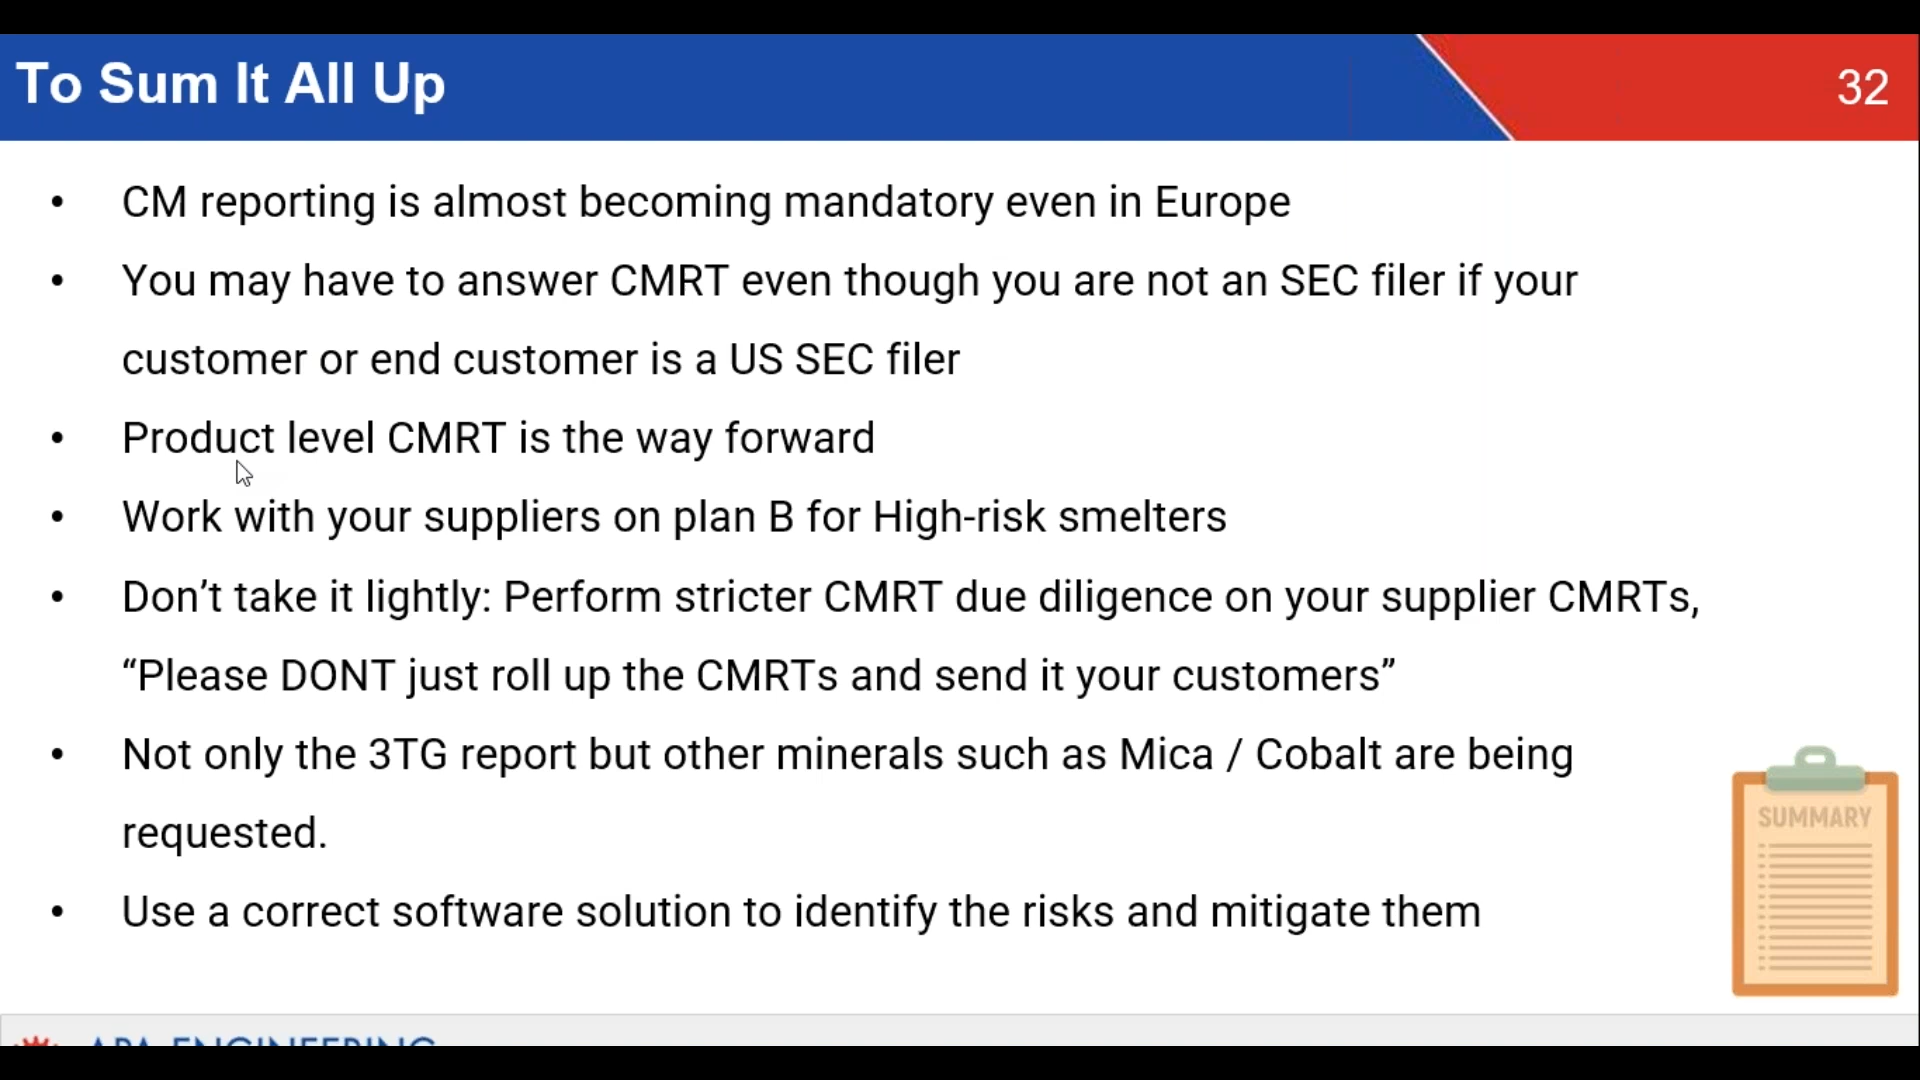 To Sum It All Up
32
• CM reporting is almost becoming mandatory even in Europe
• You may have to answer CMRT even though you are not an SEC filer if your
customer or end customer is a US SEC filer
• Product level CMRT is the way forward
• Work with your suppliers on plan B for High-risk smelters
• Don’t take it lightly: Perform stricter CMRT due diligence on your supplier CMRTs,
“Please DONT just roll up the CMRTs and send it your customers”
• Not only the 3TG report but other minerals such as Mica / Cobalt are being
requested.
• Use a correct software solution to identify the risks and mitigate them
SUMMARY
APA ENGINEERING